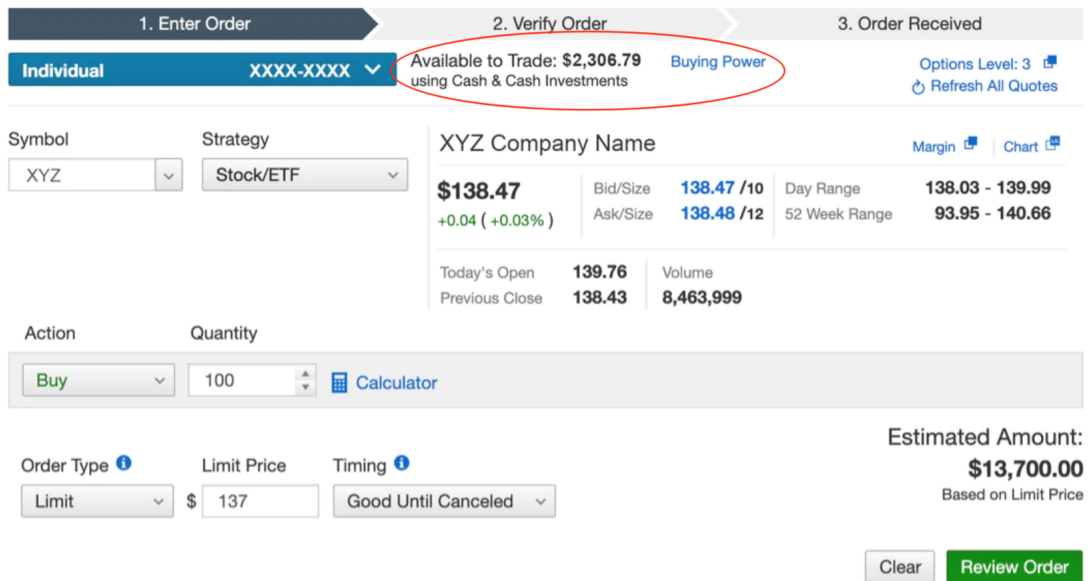 1. Enter Order 2. Verify Order 3. Order Received
Individual XXXX-XXXX Available to Trade: $2,306.79 Buying Power Options Level: 3
using Cash & Cash Investments Refresh All Quotes
Symbol Strategy XYZ Company Name Margin Chart
XYZ Stock/ETF
$138.47 Bid/Size 138.47 /10 Day Range 138.03 - 139.99
+0.04 ( +0.03% ) Ask/Size 138.48 /12 52 Week Range 93.95 - 140.66
Today's Open 139.76 Volume
Previous Close 138.43 8,463,999
Action Quantity
Buy 100 Calculator
Estimated Amount:
Order Type Limit Price Timing $13,700.00
Limit $ 137 Good Until Canceled Based on Limit Price
Clear Review Order